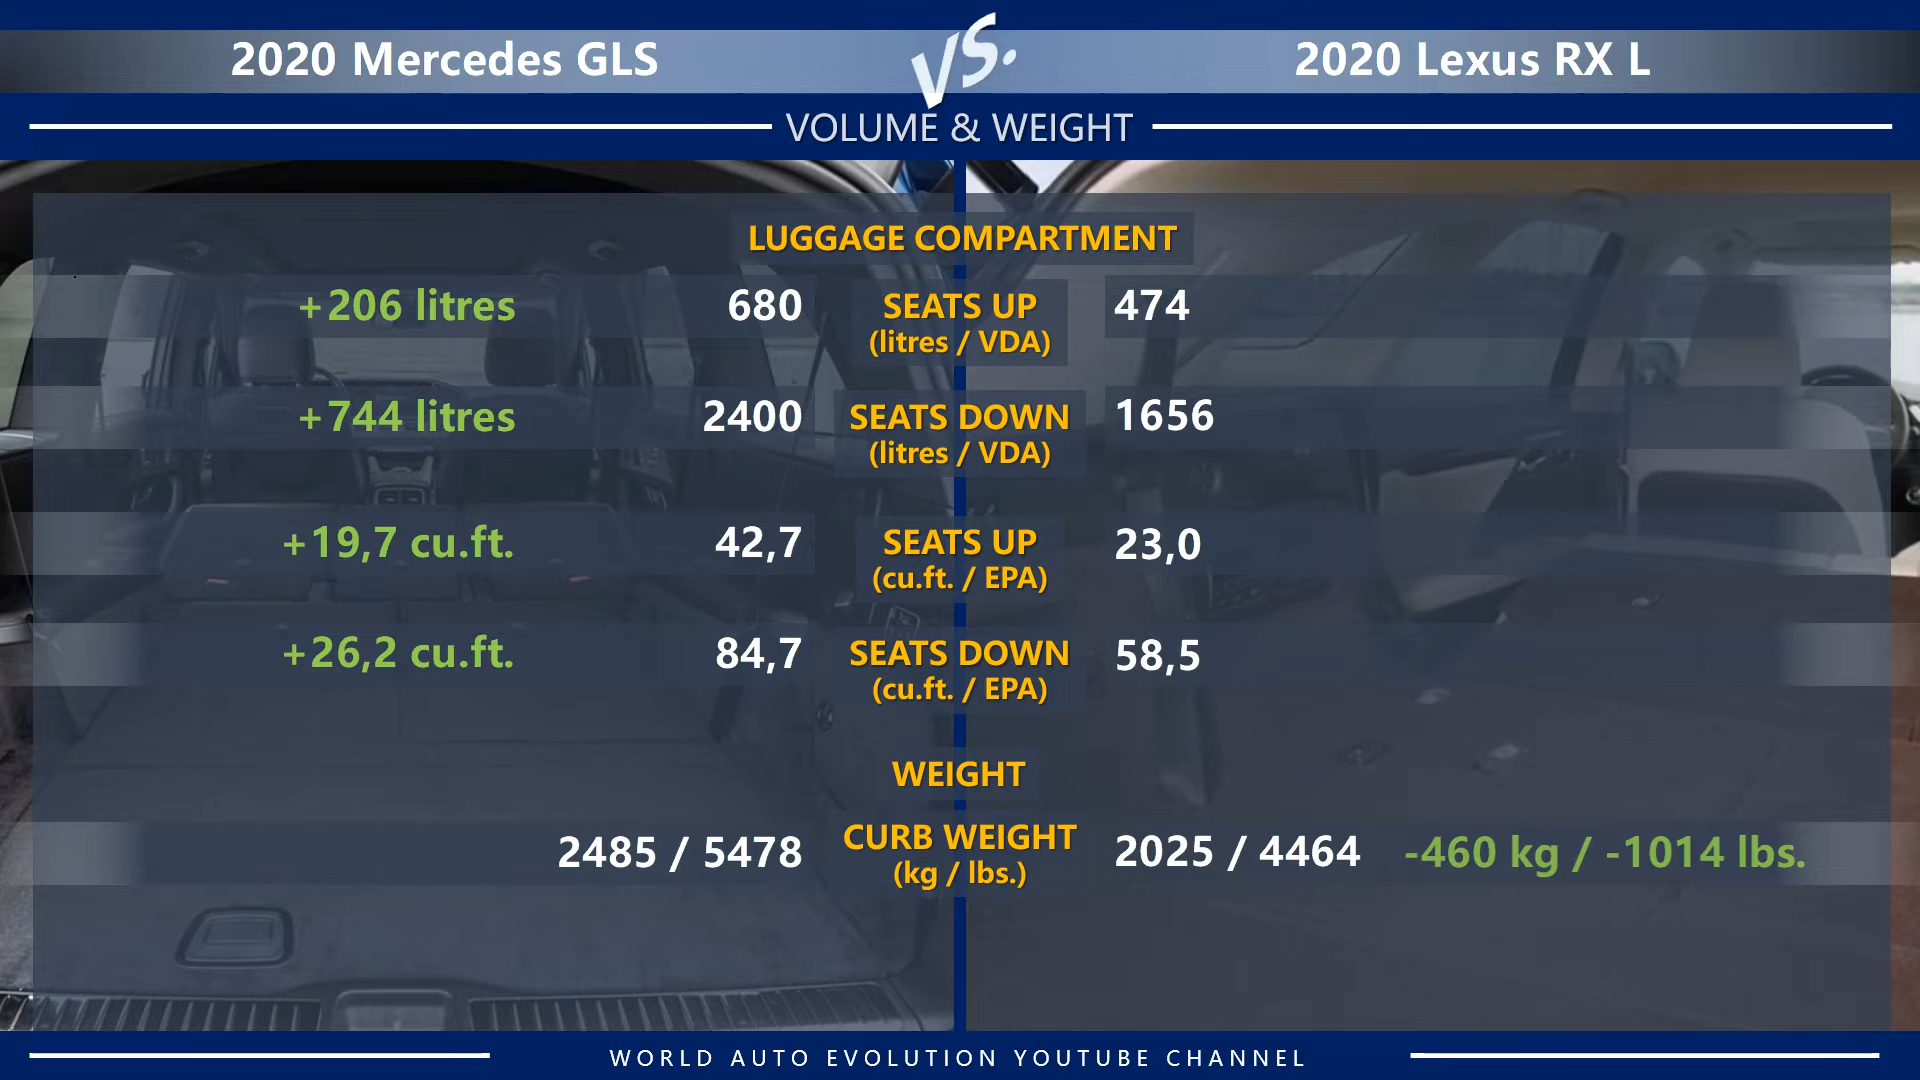 2020 Mercedes GLS VS. 2020 Lexus RX L
VOLUME & WEIGHT
LUGGAGE COMPARTMENT
+206 litres 680 SEATS UP 474
(litres / VDA)
+744 litres 2400 SEATS DOWN 1656
(litres / VDA)
+19,7 cu.ft. 42,7 SEATS UP 23,0
(cu.ft. / EPA)
+26,2 cu.ft. 84,7 SEATS DOWN 58,5
(cu.ft. / EPA)
WEIGHT
2485 / 5478 CURB WEIGHT 2025 / 4464 -460 kg / -1014 lbs.
(kg / lbs.)
WORLD AUTO EVOLUTION YOUTUBE CHANNEL